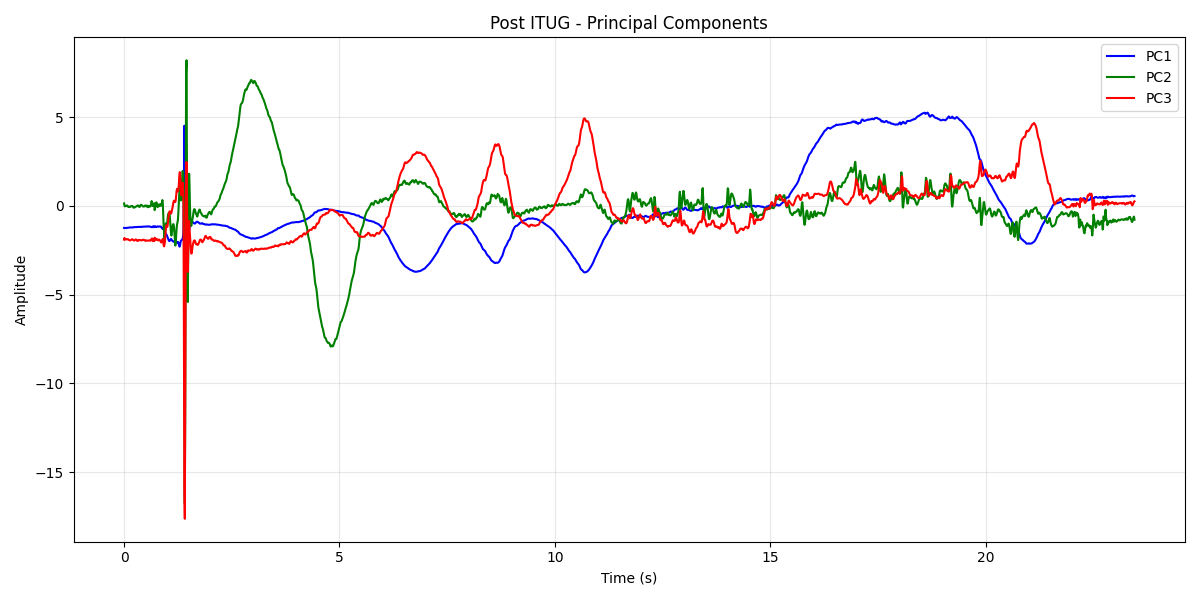 Post ITUG - Principal Components
PC1
PC2
PC3
5
0
−5
−10
−15
Amplitude
0
5
10
15
20
Time (s)